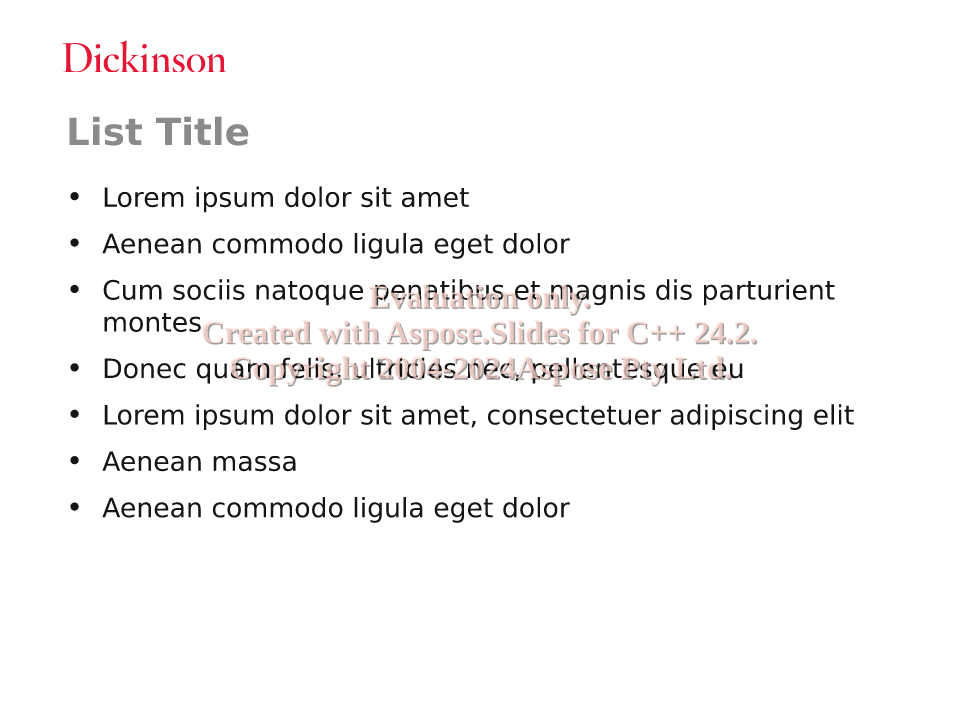 Dickinson
List Title
• Lorem ipsum dolor sit amet
• Aenean commodo ligula eget dolor
• Cum sociis natoque penatibus et magnis dis parturient
montes
• Donec quam felis, ultricies nec, pellentesque eu
• Lorem ipsum dolor sit amet, consectetuer adipiscing elit
• Aenean massa
• Aenean commodo ligula eget dolor
Evaluation only.
Created with Aspose.Slides for C++ 24.2.
Copyright 2004-2024Aspose Pty Ltd.